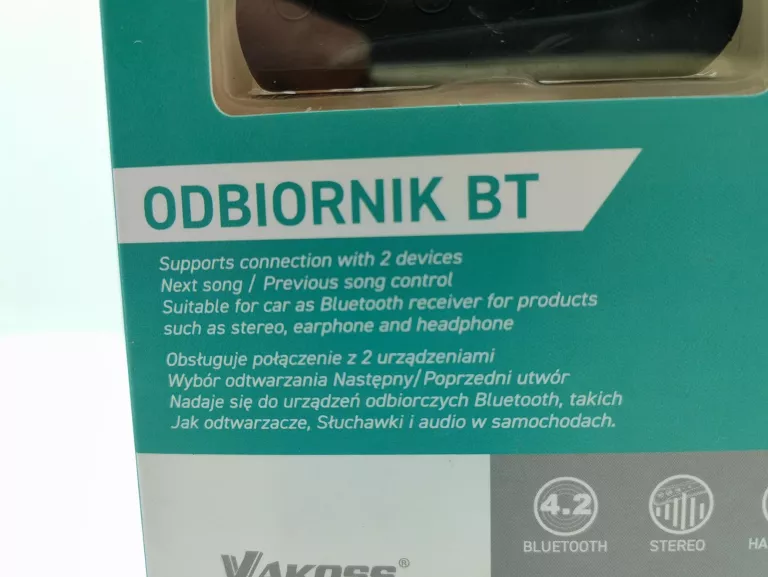 ODBIORNIK BT
Supports connection with 2 devices
Next song / Previous song control
Suitable for car as Bluetooth receiver for products
such as stereo, earphone and headphone
Obsługuje połączenie z 2 urządzeniami
Wybór odtwarzania Następny/Poprzedni utwór
Nadaje się do urządzeń odbiorczych Bluetooth, takich
Jak odtwarzacze, Słuchawki i audio w samochodach.
4.2
BLUETOOTH
STEREO
HA
VAKOSS®